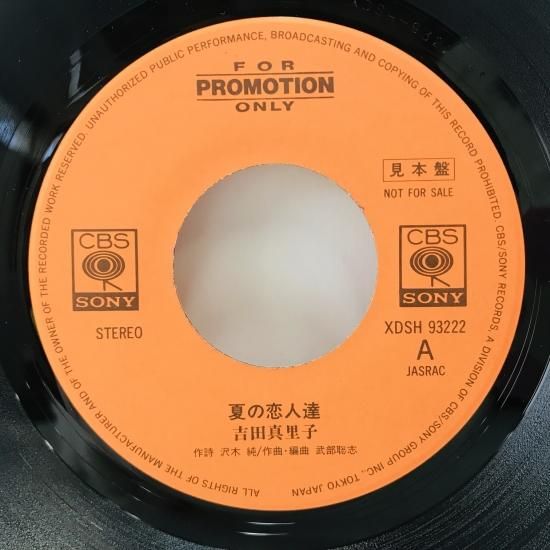 ALL RIGHTS OF THE MANUFACTURER AND OF THE OWNER OF THE RECORDED WORK RESERVED. UNAUTHORIZED PUBLIC PERFORMANCE, BROADCASTING AND COPYING OF THIS RECORD PROHIBITED. CBS/SONY RECORDS, A DIVISION OF CBS/SONY GROUP INC., TOKYO JAPAN
FOR
PROMOTION
ONLY
見本盤
NOT FOR SALE
CBS
SONY
STEREO
CBS
SONY
XDSH 93222
A
JASRAC
夏の恋人達
吉田真里子
作詩 沢木 純/作曲・編曲 武部聡志